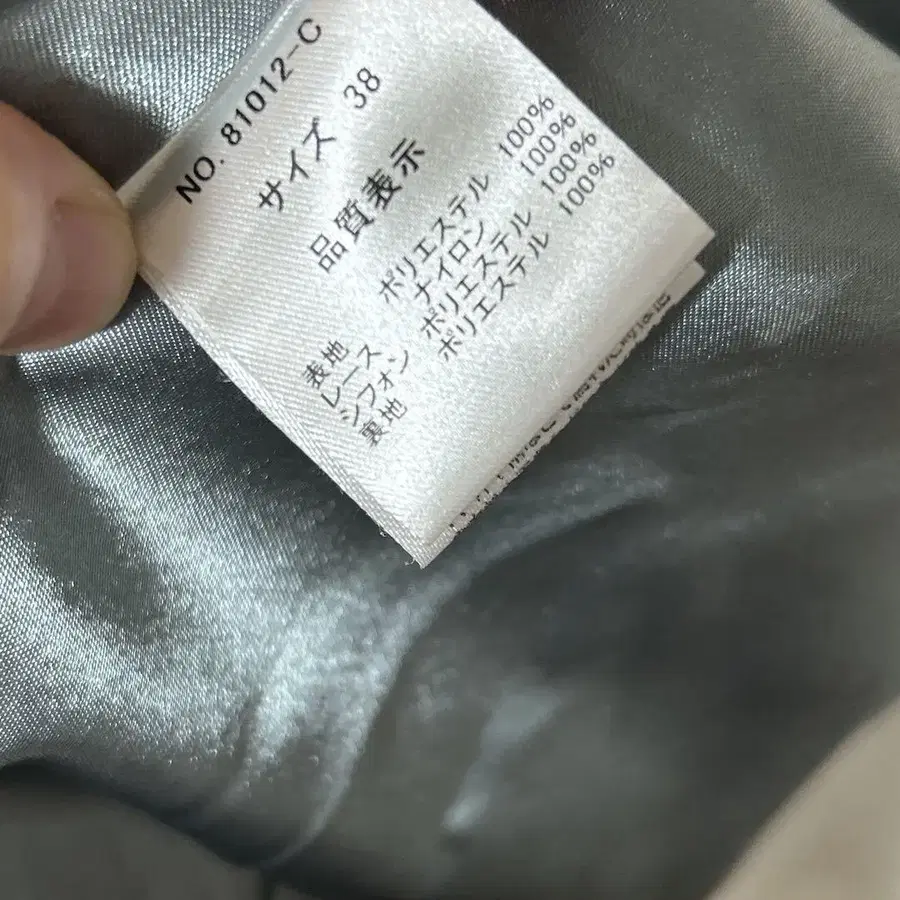 NO. 81012-C
サイズ 38
品質表示
表地 ポリエステル 100%
レース ナイロン 100%
シフォン ポリエステル 100%
裏地 ポリエステル 100%